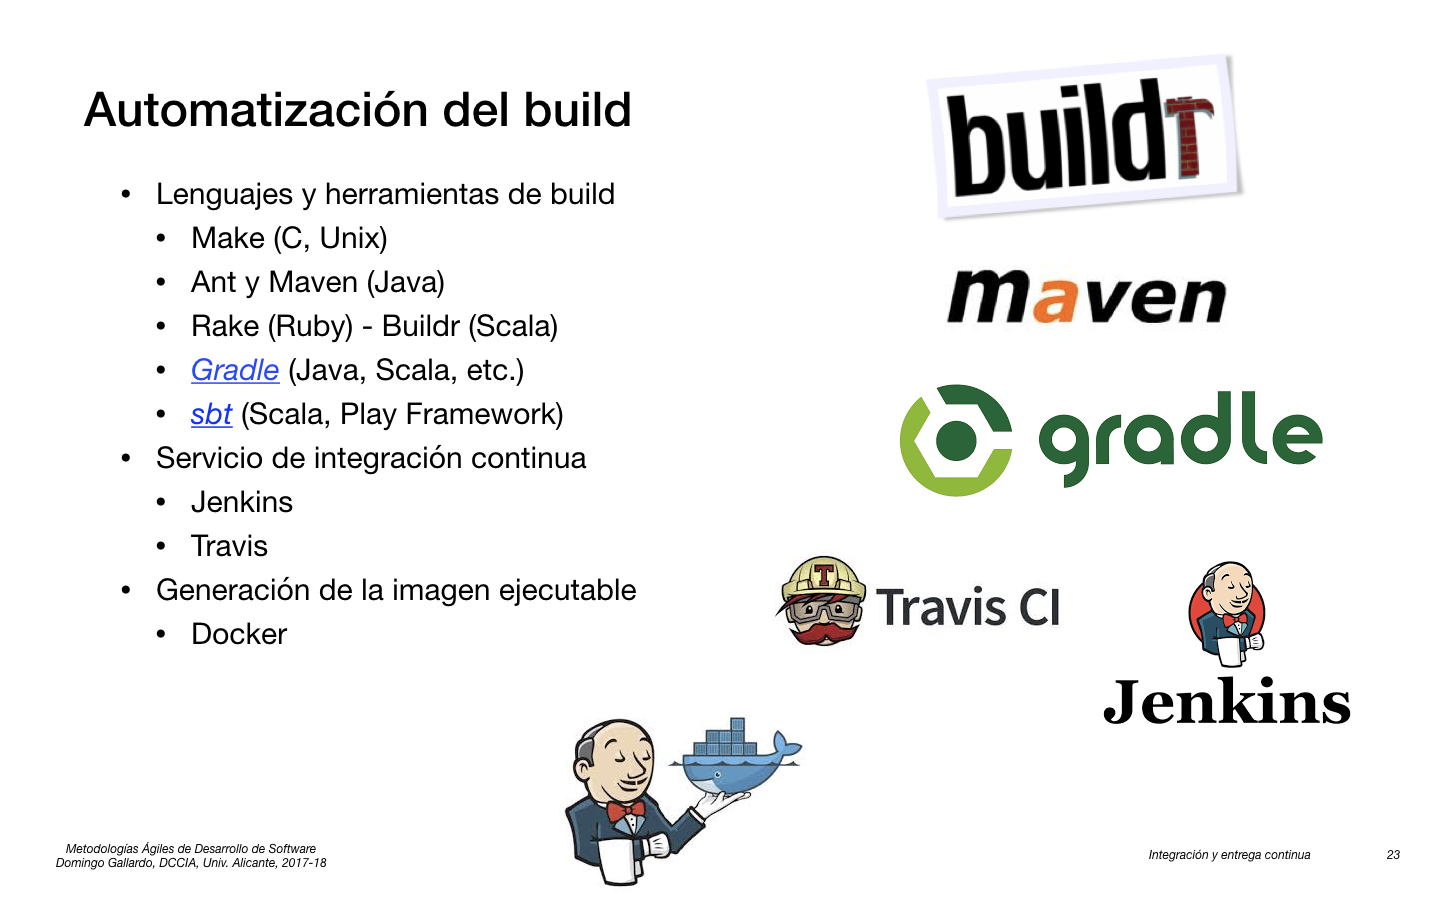 Automatización del build
• Lenguajes y herramientas de build
• Make (C, Unix)
• Ant y Maven (Java)
• Rake (Ruby) - Buildr (Scala)
• Gradle (Java, Scala, etc.)
• sbt (Scala, Play Framework)
• Servicio de integración continua
• Jenkins
• Travis
• Generación de la imagen ejecutable
• Docker
buildr
maven
gradle
T
Travis CI
Jenkins
Metodologías Ágiles de Desarrollo de Software
Domingo Gallardo, DCCIA, Univ. Alicante, 2017-18
Integración y entrega continua
23